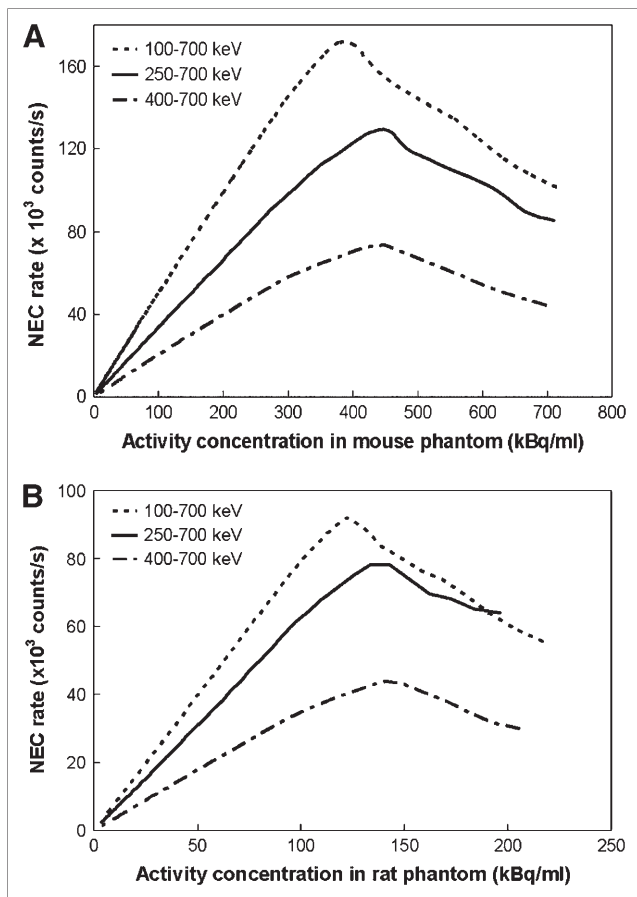 A
100-700 keV
250-700 keV
400-700 keV
NEC rate (x 10³ counts/s)
160
120
80
40
0
0 100 200 300 400 500 600 700 800
Activity concentration in mouse phantom (kBq/ml)
B
100-700 keV
250-700 keV
400-700 keV
NEC rate (x10³ counts/s)
100
80
60
40
20
0
0 50 100 150 200 250
Activity concentration in rat phantom (kBq/ml)